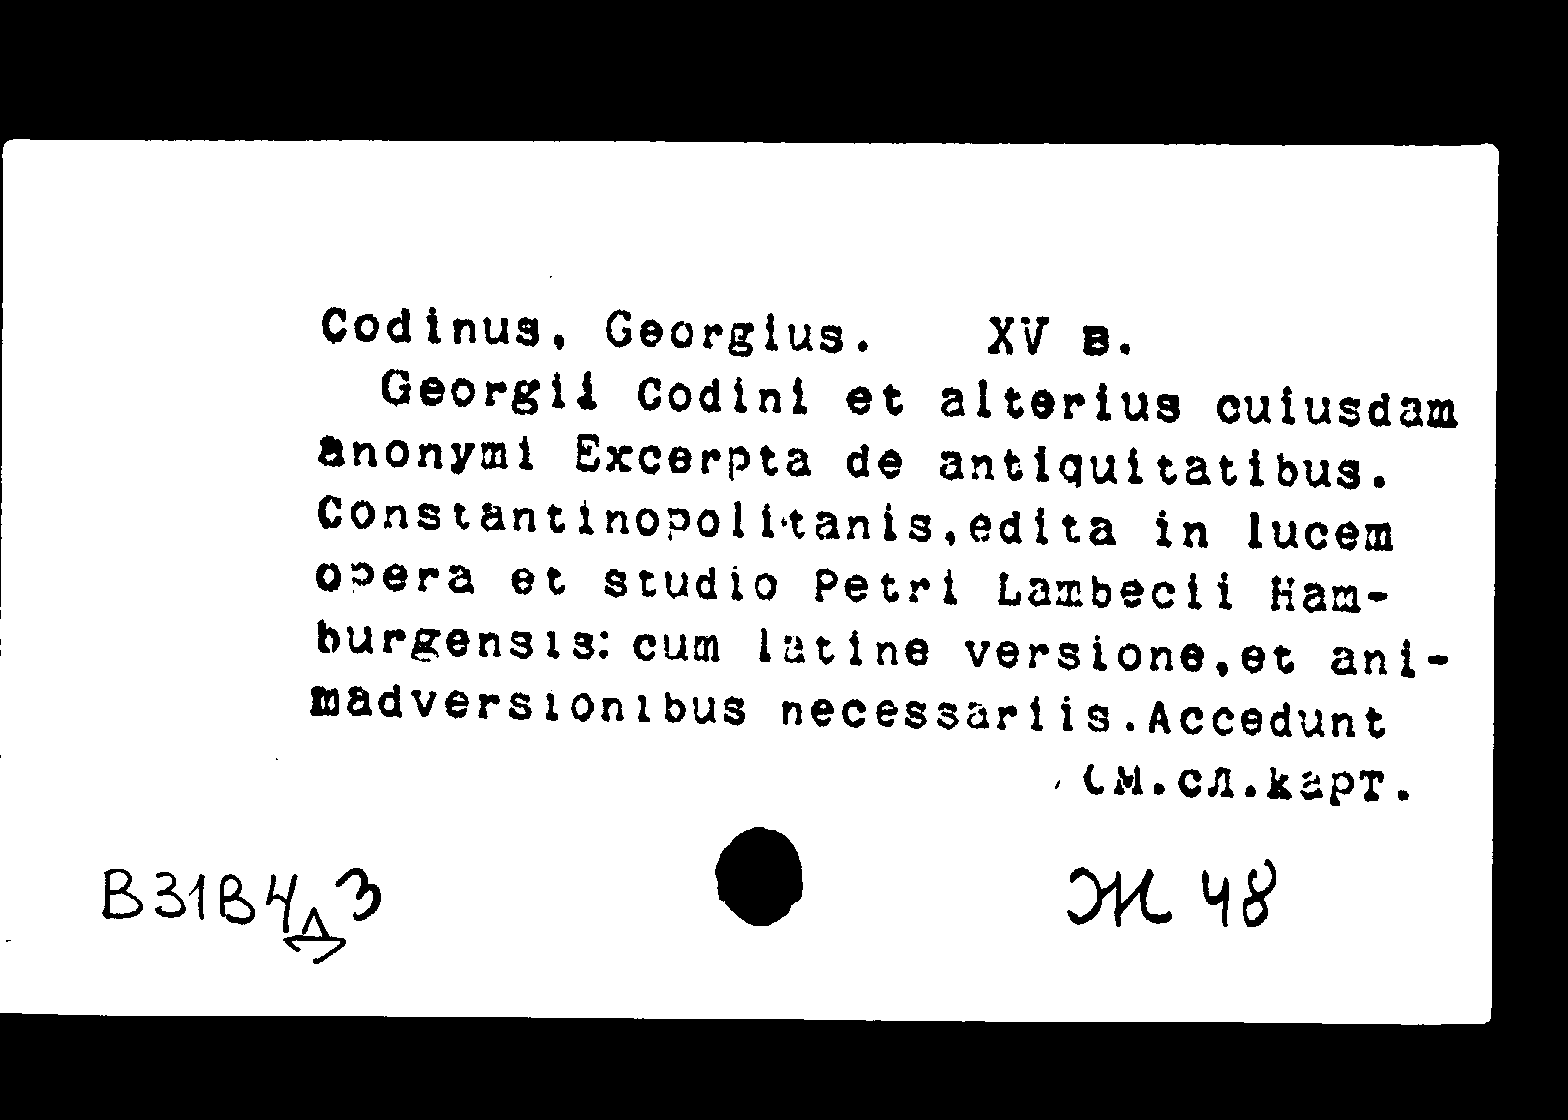 Codinus, Georgius. XV в.
Georgii Codini et alterius cuiusdam
anonymi Excerpta de antiquitatibus.
Constantinopolitanis,edita in lucem
opera et studio Petri Lambecii Ham-
burgensis: cum latine versione,et ani-
madversionibus necessariis.Accedunt
См.сл.карт.
В31В4 З Ж 48